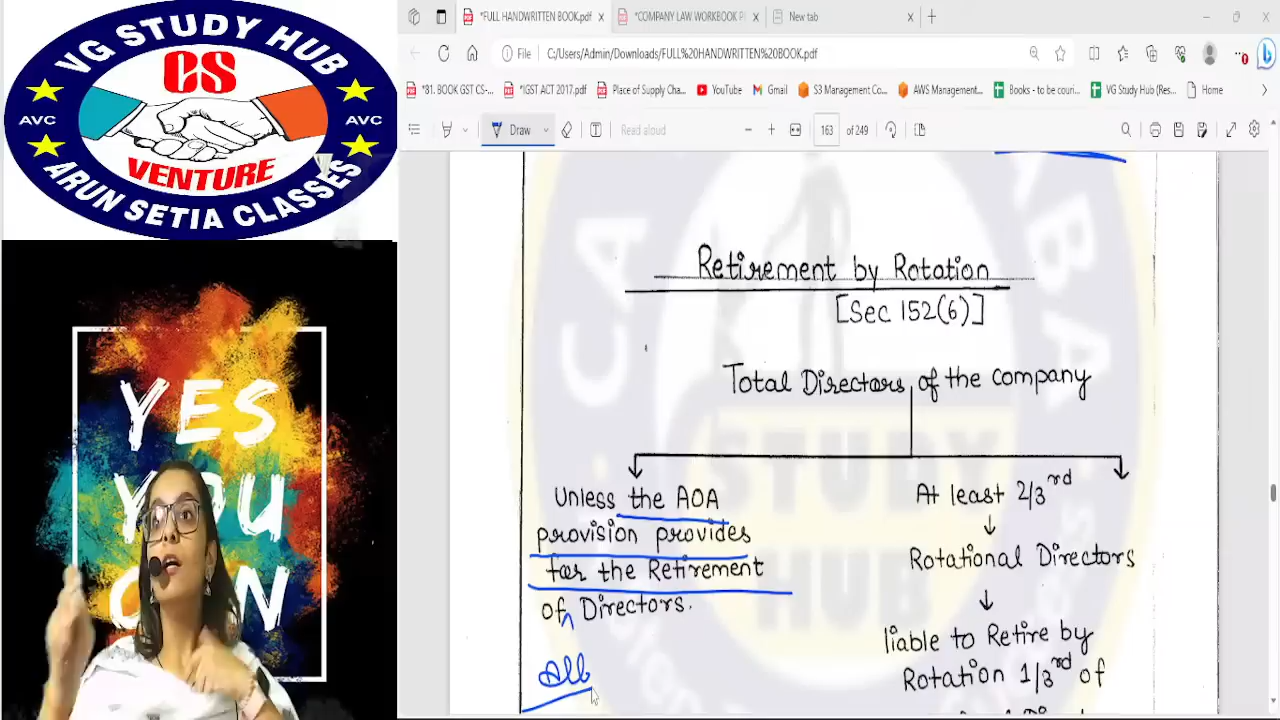 VG STUDY HUB
CS
AVC
AVC
VENTURE
ARUN SETIA CLASSES
YES
YOU
*FULL HANDWRITTEN BOOK.pdf
*COMPANY LAW WORKBOOK P
New tab
File
C:/Users/Admin/Downloads/FULL%20HANDWRITTEN%20BOOK.pdf
*81. BOOK GST CS-...
*IGST ACT 2017.pdf
YouTube
Gmail
S3 Management Co...
AWS Management...
Books - to be couri...
VG Study Hub (Res...
Home
Draw
Read aloud
163
of 249
Retirement by Rotation
[Sec 152(6)]
Total Directors of the company
Unless the AOA
provision provides
for the Retirement
of ^ Directors.
All
At least 2/3rd
Rotational Directors
liable to Retire by
Rotation 1/3rd of